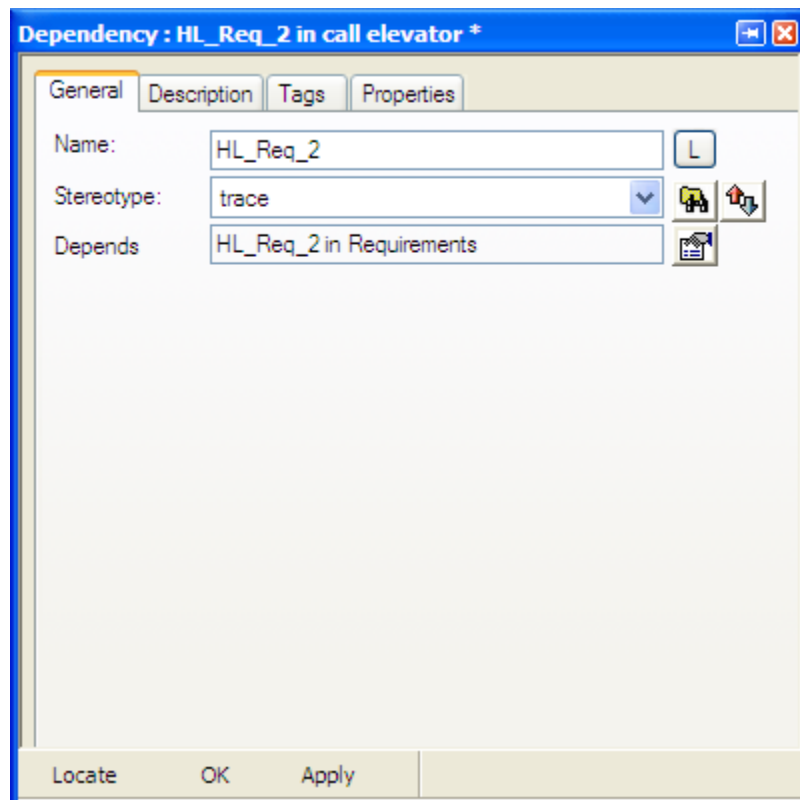 Dependency : HL_Req_2 in call elevator *
General Description Tags Properties
Name: HL_Req_2 L
Stereotype: trace
Depends HL_Req_2 in Requirements
Locate OK Apply